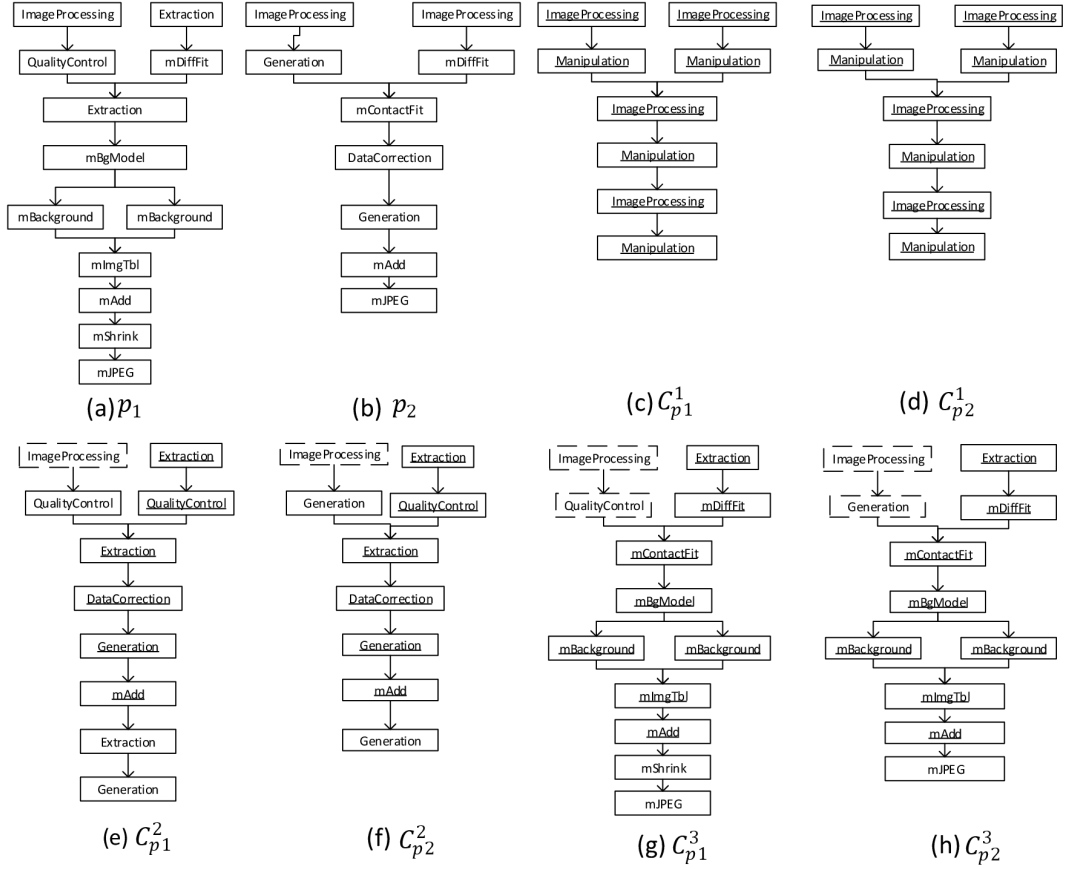 ImageProcessing Extraction
QualityControl mDiffFit
Extraction
mBgModel
mBackground mBackground
mImgTbl
mAdd
mShrink
mJPEG
(a) p₁
ImageProcessing ImageProcessing
Generation mDiffFit
mContactFit
DataCorrection
Generation
mAdd
mJPEG
(b) p₂
ImageProcessing ImageProcessing
Manipulation Manipulation
ImageProcessing
Manipulation
ImageProcessing
Manipulation
(c) C¹p1
ImageProcessing ImageProcessing
Manipulation Manipulation
ImageProcessing
Manipulation
ImageProcessing
Manipulation
(d) C¹p2
ImageProcessing Extraction
QualityControl QualityControl
Extraction
DataCorrection
Generation
mAdd
Extraction
Generation
(e) C²p1
ImageProcessing Extraction
Generation QualityControl
Extraction
DataCorrection
Generation
mAdd
Generation
(f) C²p2
ImageProcessing Extraction
QualityControl mDiffFit
mContactFit
mBgModel
mBackground mBackground
mImgTbl
mAdd
mShrink
mJPEG
(g) C³p1
ImageProcessing Extraction
Generation mDiffFit
mContactFit
mBgModel
mBackground mBackground
mImgTbl
mAdd
mJPEG
(h) C³p2